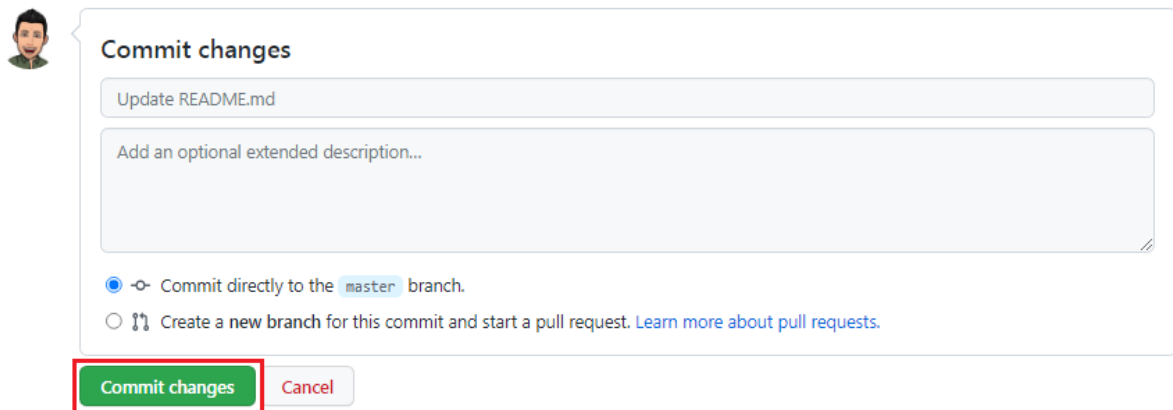 Commit changes
Update README.md
Add an optional extended description...
Commit directly to the master branch.
Create a new branch for this commit and start a pull request. Learn more about pull requests.
Commit changes Cancel